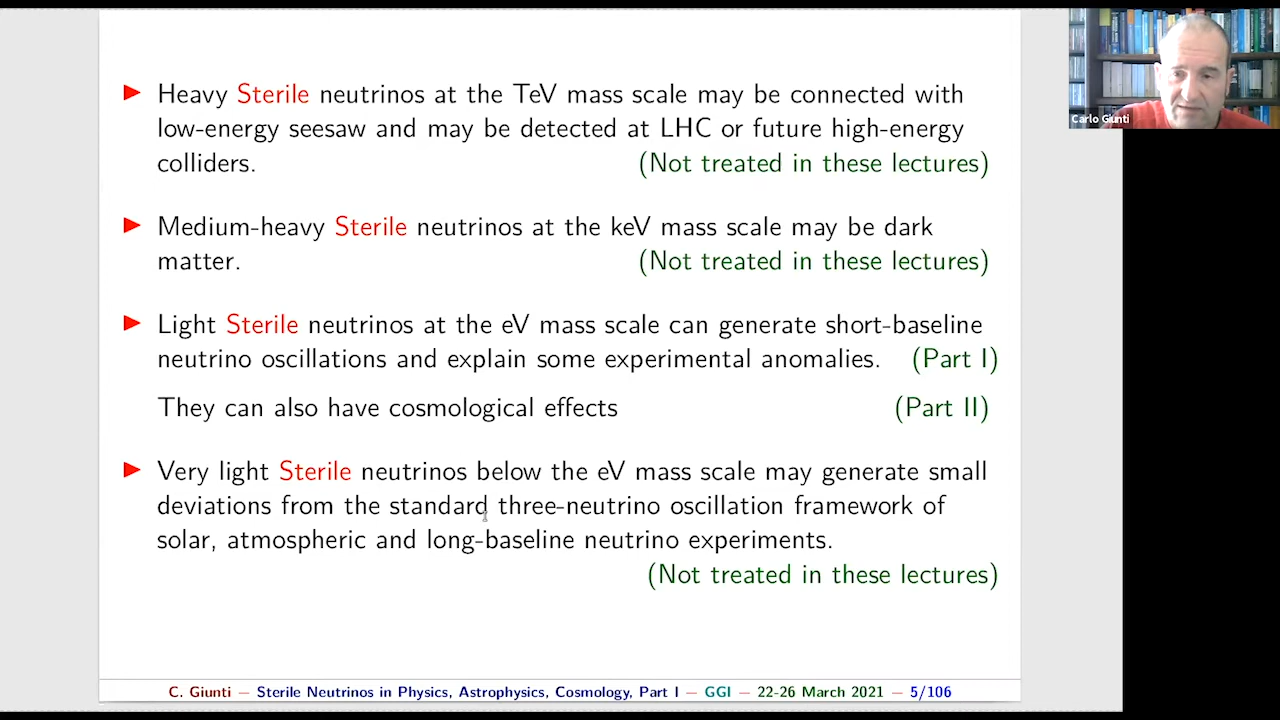 ► Heavy Sterile neutrinos at the TeV mass scale may be connected with
low-energy seesaw and may be detected at LHC or future high-energy
colliders. (Not treated in these lectures)
► Medium-heavy Sterile neutrinos at the keV mass scale may be dark
matter. (Not treated in these lectures)
► Light Sterile neutrinos at the eV mass scale can generate short-baseline
neutrino oscillations and explain some experimental anomalies. (Part I)
They can also have cosmological effects (Part II)
► Very light Sterile neutrinos below the eV mass scale may generate small
deviations from the standard three-neutrino oscillation framework of
solar, atmospheric and long-baseline neutrino experiments.
(Not treated in these lectures)
C. Giunti — Sterile Neutrinos in Physics, Astrophysics, Cosmology, Part I — GGI — 22-26 March 2021 — 5/106
Carlo Giunti